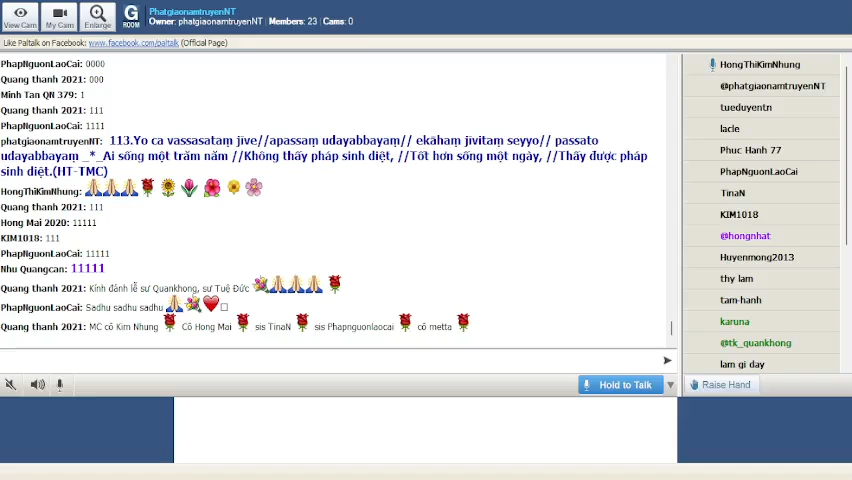 View Cam
My Cam
Enlarge
G
ROOM
PhatgiaonamtruyenNT
Owner: phatgiaonamtruyenNT | Members: 23 | Cams: 0
Like Paltalk on Facebook: www.facebook.com/paltalk (Official Page)
PhapNguonLaoCai: 0000
Quang thanh 2021: 000
Minh Tan QN 379: 1
Quang thanh 2021: 111
PhapNguonLaoCai: 1111
phatgiaonamtruyenNT: 113.Yo ca vassasataṃ jīve//apassaṃ udayabbayaṃ// ekāhaṃ jīvitaṃ seyyo// passato
udayabbayaṃ _*_Ai sống một trăm năm //Không thấy pháp sinh diệt, //Tốt hơn sống một ngày, //Thấy được pháp
sinh diệt.(HT-TMC)
HongThiKimNhung: 🙏🙏🙏🌹🌻🌷🌺🌼🌸
Quang thanh 2021: 111
Hong Mai 2020: 11111
KIM1018: 111
PhapNguonLaoCai: 11111
Nhu Quangcan: 11111
Quang thanh 2021: Kính đảnh lễ sư Quankhong, sư Tuệ Đức 💐🙏🙏🙏🌹
PhapNguonLaoCai: Sadhu sadhu sadhu 🙏💐❤□
Quang thanh 2021: MC cô Kim Nhung 🌹 Cô Hong Mai 🌹 sis TinaN 🌹 sis Phapnguonlaocai 🌹 cô metta 🌹
Hold to Talk
HongThiKimNhung
@phatgiaonamtruyenNT
tueduyentn
lacle
Phuc Hanh 77
PhapNguonLaoCai
TinaN
KIM1018
@hongnhat
Huyenmong2013
thy lam
tam-hanh
karuna
@tk_quankhong
lam gi day
Raise Hand